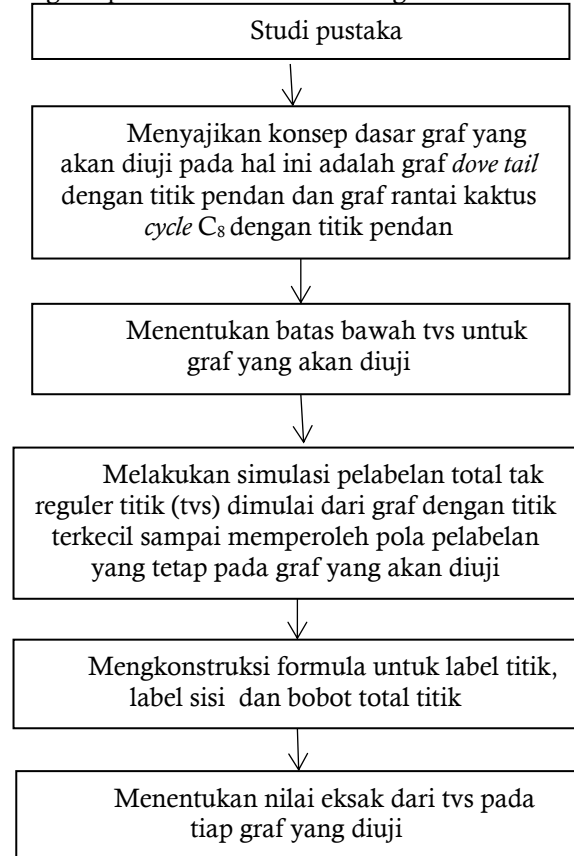 Studi pustaka
Menyajikan konsep dasar graf yang
akan diuji pada hal ini adalah graf dove tail
dengan titik pendan dan graf rantai kaktus
cycle C₈ dengan titik pendan
Menentukan batas bawah tvs untuk
graf yang akan diuji
Melakukan simulasi pelabelan total tak
reguler titik (tvs) dimulai dari graf dengan titik
terkecil sampai memperoleh pola pelabelan
yang tetap pada graf yang akan diuji
Mengkonstruksi formula untuk label titik,
label sisi dan bobot total titik
Menentukan nilai eksak dari tvs pada
tiap graf yang diuji